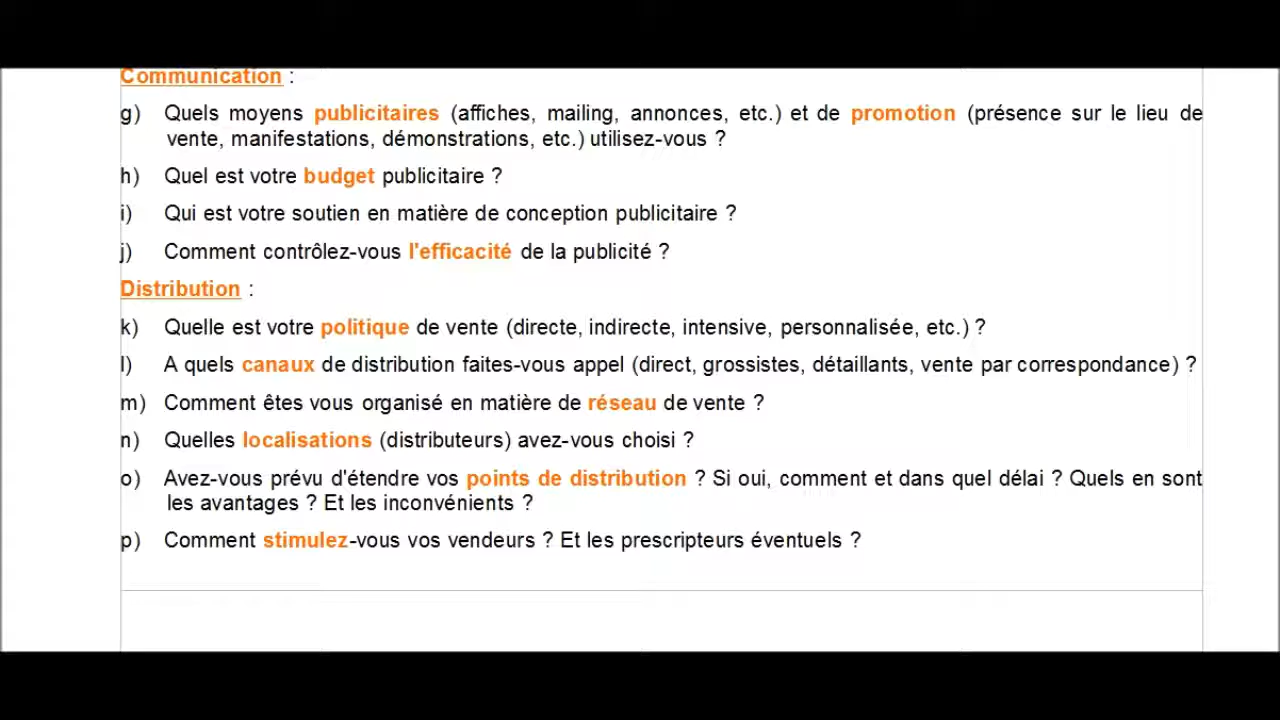 Communication :
g) Quels moyens publicitaires (affiches, mailing, annonces, etc.) et de promotion (présence sur le lieu de
vente, manifestations, démonstrations, etc.) utilisez-vous ?
h) Quel est votre budget publicitaire ?
i) Qui est votre soutien en matière de conception publicitaire ?
j) Comment contrôlez-vous l'efficacité de la publicité ?
Distribution :
k) Quelle est votre politique de vente (directe, indirecte, intensive, personnalisée, etc.) ?
l) A quels canaux de distribution faites-vous appel (direct, grossistes, détaillants, vente par correspondance) ?
m) Comment êtes vous organisé en matière de réseau de vente ?
n) Quelles localisations (distributeurs) avez-vous choisi ?
o) Avez-vous prévu d'étendre vos points de distribution ? Si oui, comment et dans quel délai ? Quels en sont
les avantages ? Et les inconvénients ?
p) Comment stimulez-vous vos vendeurs ? Et les prescripteurs éventuels ?